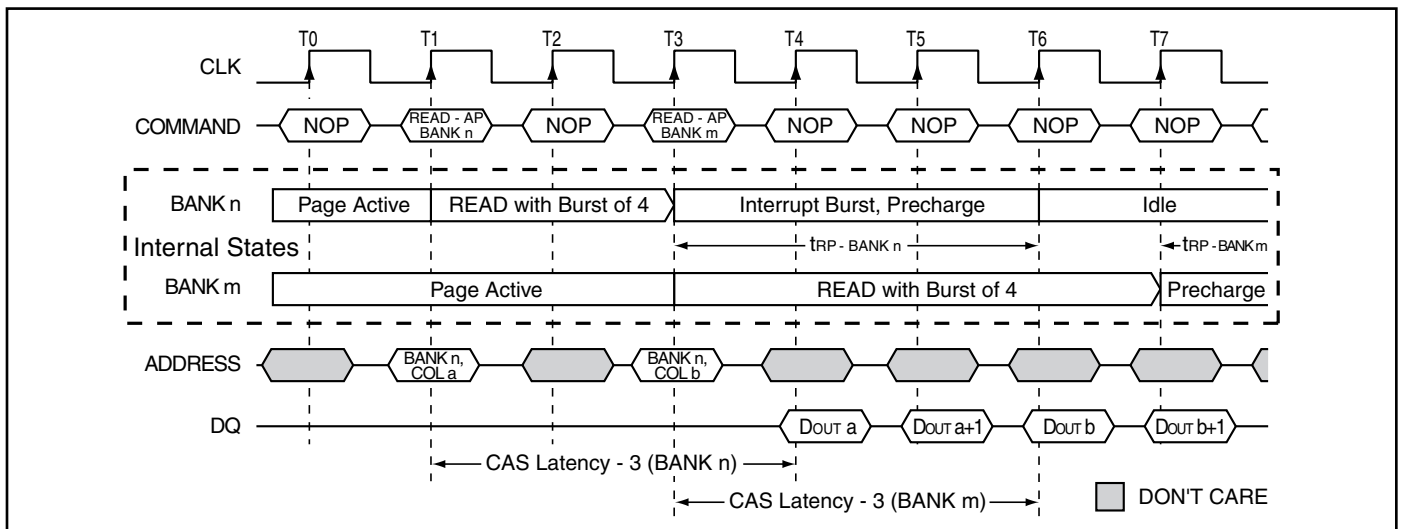 T0 T1 T2 T3 T4 T5 T6 T7
CLK
COMMAND NOP READ - AP BANK n NOP READ - AP BANK m NOP NOP NOP NOP
BANK n Page Active READ with Burst of 4 Interrupt Burst, Precharge Idle
Internal States tRP - BANK n tRP - BANK m
BANK m Page Active READ with Burst of 4 Precharge
ADDRESS BANK n, COL a BANK n, COL b
DQ DOUT a DOUT a+1 DOUT b DOUT b+1
CAS Latency - 3 (BANK n)
CAS Latency - 3 (BANK m) DON'T CARE